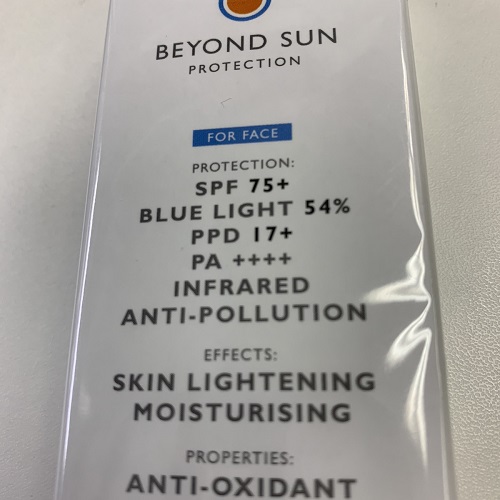 BEYOND SUN
PROTECTION
FOR FACE
PROTECTION:
SPF 75+
BLUE LIGHT 54%
PPD 17+
PA ++++
INFRARED
ANTI-POLLUTION
EFFECTS:
SKIN LIGHTENING
MOISTURISING
PROPERTIES:
ANTI-OXIDANT